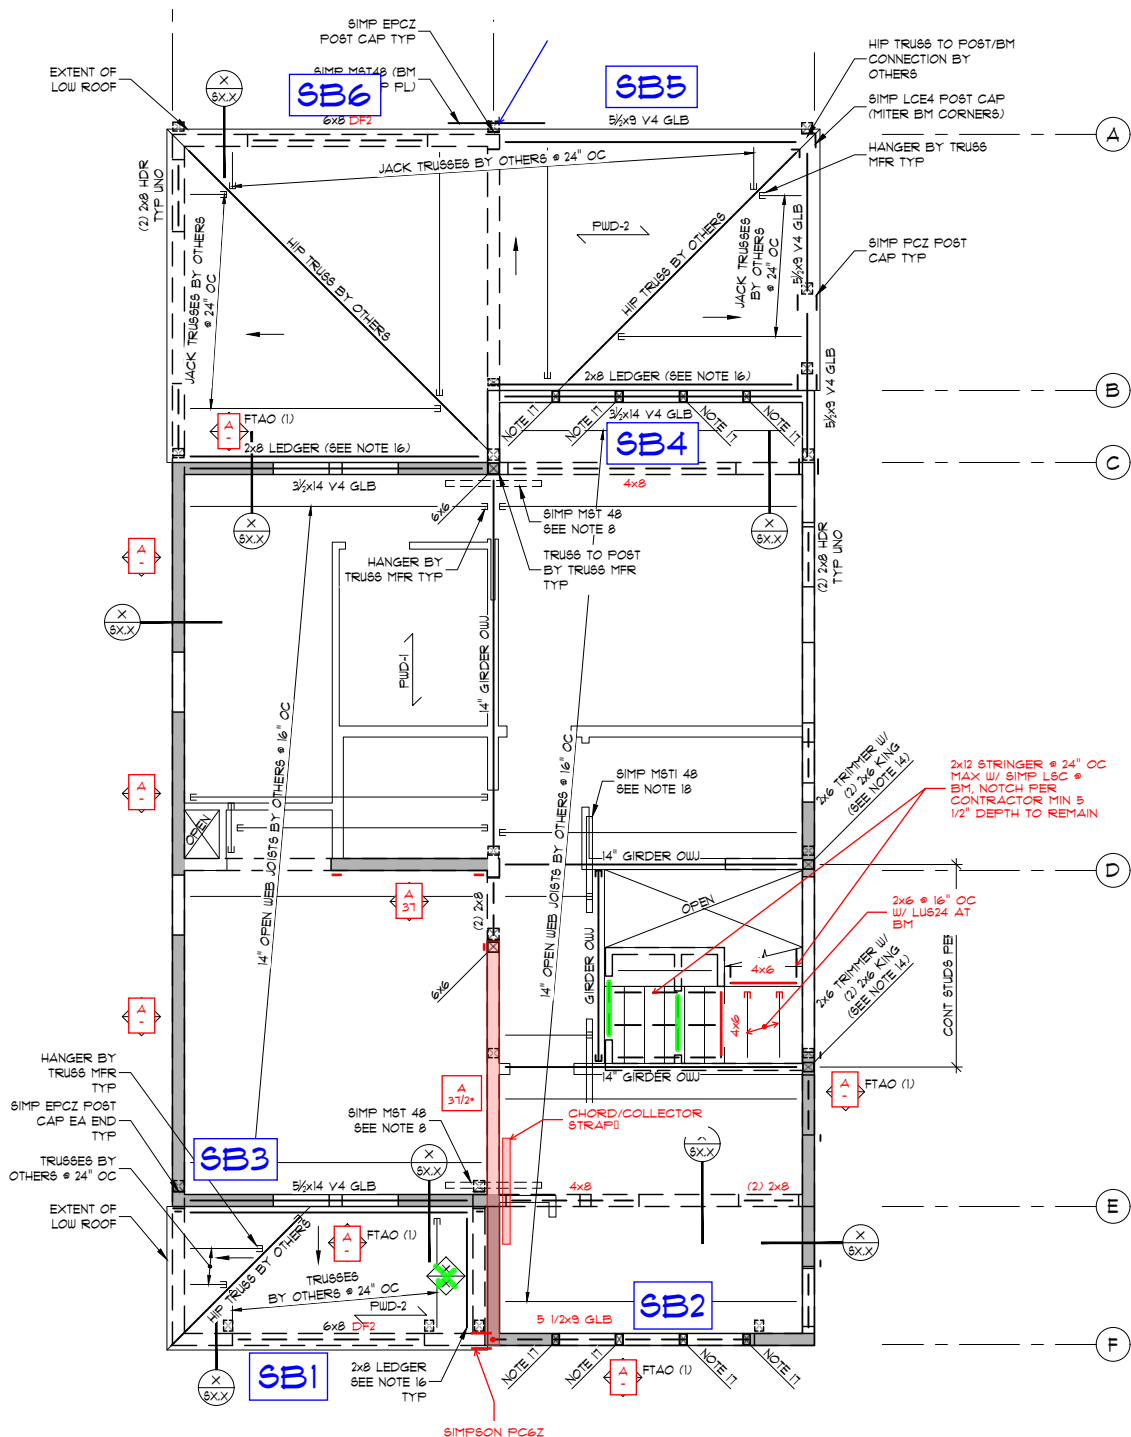 SIMP EPCZ
POST CAP TYP
EXTENT OF
LOW ROOF
SIMP MST48 (BM
P PL)
SB6
SB5
HIP TRUSS TO POST/BM
CONNECTION BY
OTHERS
SIMP LCE4 POST CAP
(MITER BM CORNERS)
HANGER BY TRUSS
MFR TYP
X
SX.X
6x8 DF2
5½x9 V4 GLB
A
JACK TRUSSES BY OTHERS @ 24" OC
(2) 2x8 HDR
TYP UNO
JACK TRUSSES BY OTHERS
@ 24" OC
HIP TRUSS BY OTHERS
PWD-2
HIP TRUSS BY OTHERS
JACK TRUSSES
BY OTHERS
@ 24" OC
5½x9 V4 GLB
SIMP PCZ POST
CAP TYP
5½x9 V4 GLB
2x8 LEDGER (SEE NOTE 16)
B
A
-
FTAO (1)
NOTE 17
NOTE 17
3½x14 V4 GLB
NOTE 17
NOTE 17
SB4
2x8 LEDGER (SEE NOTE 16)
C
3½x14 V4 GLB
4x8
6x6
SIMP MST 48
SEE NOTE 8
X
SX.X
X
SX.X
(2) 2x8 HDR
TYP UNO
A
-
HANGER BY
TRUSS MFR TYP
TRUSS TO POST
BY TRUSS MFR
TYP
X
SX.X
PWD-1
14" GIRDER OWJ
14" OPEN WEB JOISTS BY OTHERS @ 16" OC
14" OPEN WEB JOISTS BY OTHERS @ 16" OC
A
-
SIMP MSTI 48
SEE NOTE 18
2x6 TRIMMER W/
(2) 2x6 KING
(SEE NOTE 14)
2x12 STRINGER @ 24" OC
MAX W/ SIMP LSC @
BM, NOTCH PER
CONTRACTOR MIN 5
1/2" DEPTH TO REMAIN
OPEN
14" GIRDER OWJ
D
A
37
(2) 2x8
OPEN
2x6 @ 16" OC
W/ LUS24 AT
BM
GIRDER OWJ
4x6
4x6
2x6 TRIMMER W/
(2) 2x6 KING
(SEE NOTE 14)
CONT STUDS PER
6x6
A
-
HANGER BY
TRUSS MFR
TYP
14" GIRDER OWJ
A
-
FTAO (1)
A
37/2*
SIMP EPCZ POST
CAP EA END
TYP
SIMP MST 48
SEE NOTE 8
CHORD/COLLECTOR
STRAP
SB3
TRUSSES BY
OTHERS @ 24" OC
X
SX.X
SX.X
5½x14 V4 GLB
4x8
(2) 2x8
E
EXTENT OF
LOW ROOF
HIP TRUSS BY OTHERS
A
-
FTAO (1)
X
SX.X
TRUSSES
BY OTHERS @ 24" OC
PWD-2
SB2
6x8 DF2
5 1/2x9 GLB
F
SB1
X
SX.X
2x8 LEDGER
SEE NOTE 16
TYP
NOTE 17
NOTE 17
A
-
FTAO (1)
NOTE 17
NOTE 17
SIMPSON PC6Z